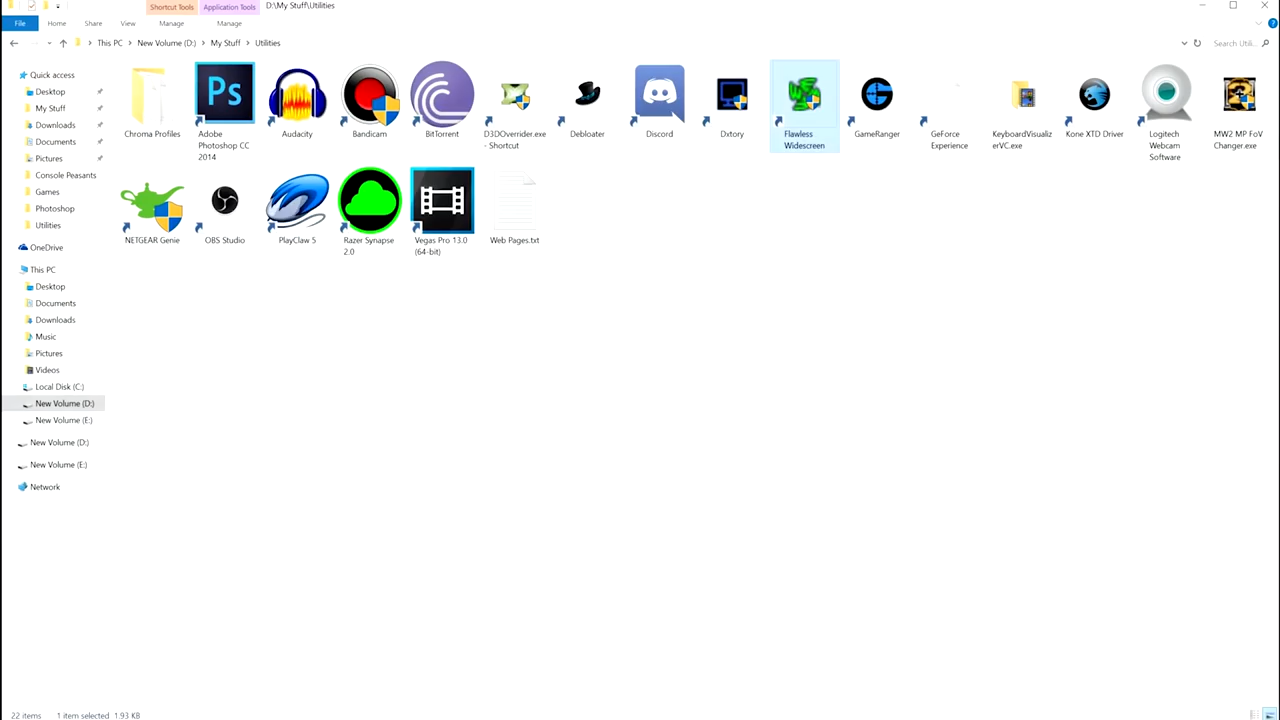 Shortcut Tools
Application Tools
D:\My Stuff\Utilities
File
Home
Share
View
Manage
Manage
This PC
New Volume (D:)
My Stuff
Utilities
Search Utili...
Quick access
Desktop
My Stuff
Downloads
Documents
Pictures
Console Peasants
Games
Photoshop
Utilities
OneDrive
This PC
Desktop
Documents
Downloads
Music
Pictures
Videos
Local Disk (C:)
New Volume (D:)
New Volume (E:)
New Volume (D:)
New Volume (E:)
Network
Chroma Profiles
Ps
Adobe
Photoshop CC
2014
Audacity
Bandicam
BitTorrent
D3DOverrider.exe
- Shortcut
Debloater
Discord
Dxtory
Flawless
Widescreen
GameRanger
GeForce
Experience
KeyboardVisualiz
erVC.exe
Kone XTD Driver
Logitech
Webcam
Software
MW2 MP FoV
Changer.exe
NETGEAR Genie
OBS Studio
PlayClaw 5
Razer Synapse
2.0
Vegas Pro 13.0
(64-bit)
Web Pages.txt
22 items
1 item selected
1.93 KB